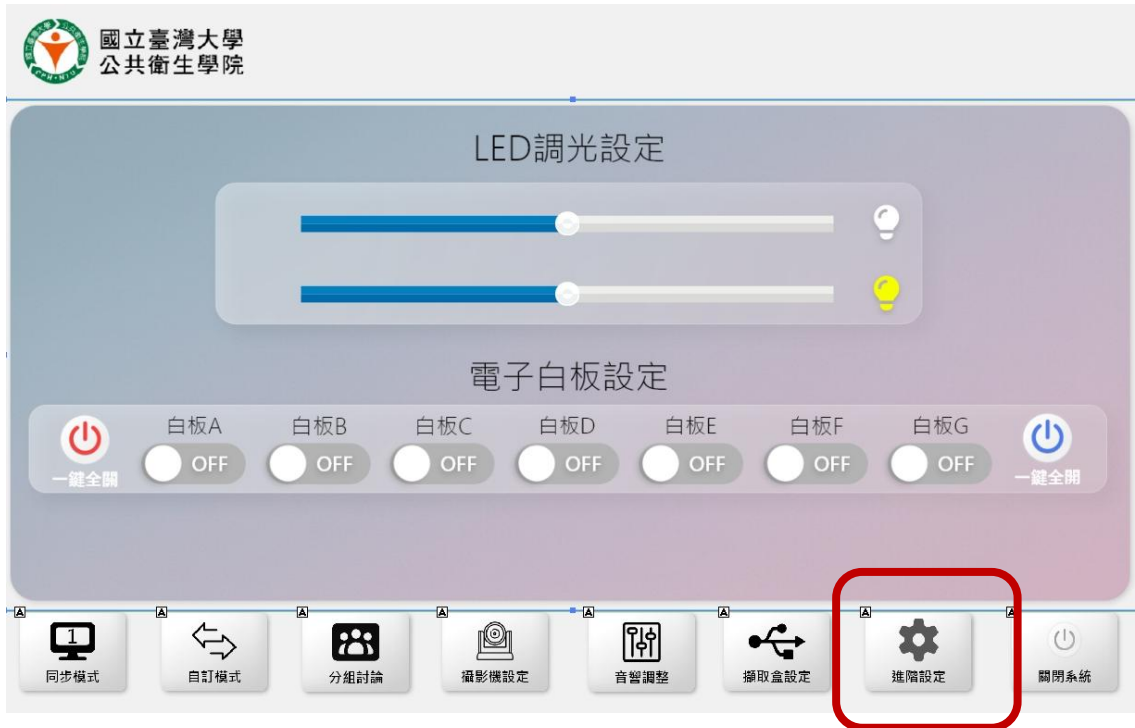 國立臺灣大學
公共衛生學院
LED調光設定
電子白板設定
白板A 白板B 白板C 白板D 白板E 白板F 白板G
OFF OFF OFF OFF OFF OFF OFF
一鍵全關 一鍵全開
A A A A A A A A
1
同步模式 自訂模式 分組討論 攝影機設定 音響調整 擷取盒設定 進階設定 關閉系統